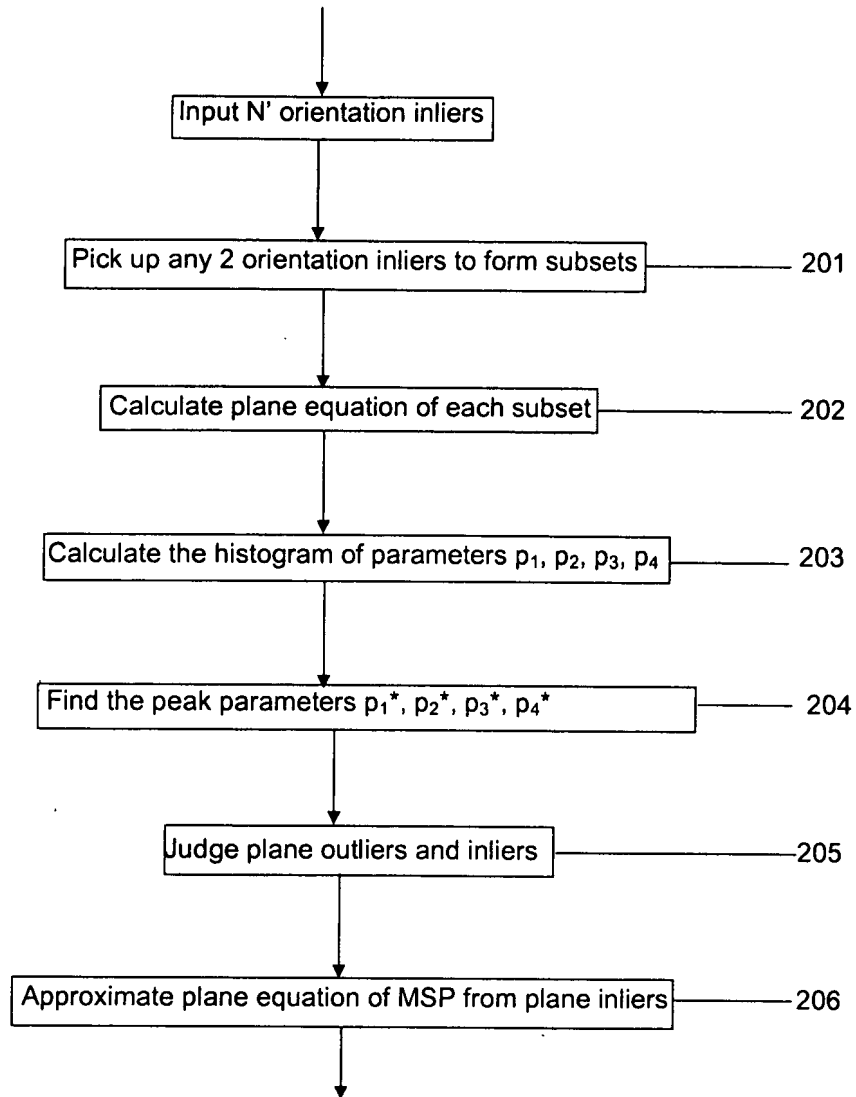 Input N' orientation inliers
Pick up any 2 orientation inliers to form subsets 201
Calculate plane equation of each subset 202
Calculate the histogram of parameters p₁, p₂, p₃, p₄ 203
Find the peak parameters p₁*, p₂*, p₃*, p₄* 204
Judge plane outliers and inliers 205
Approximate plane equation of MSP from plane inliers 206